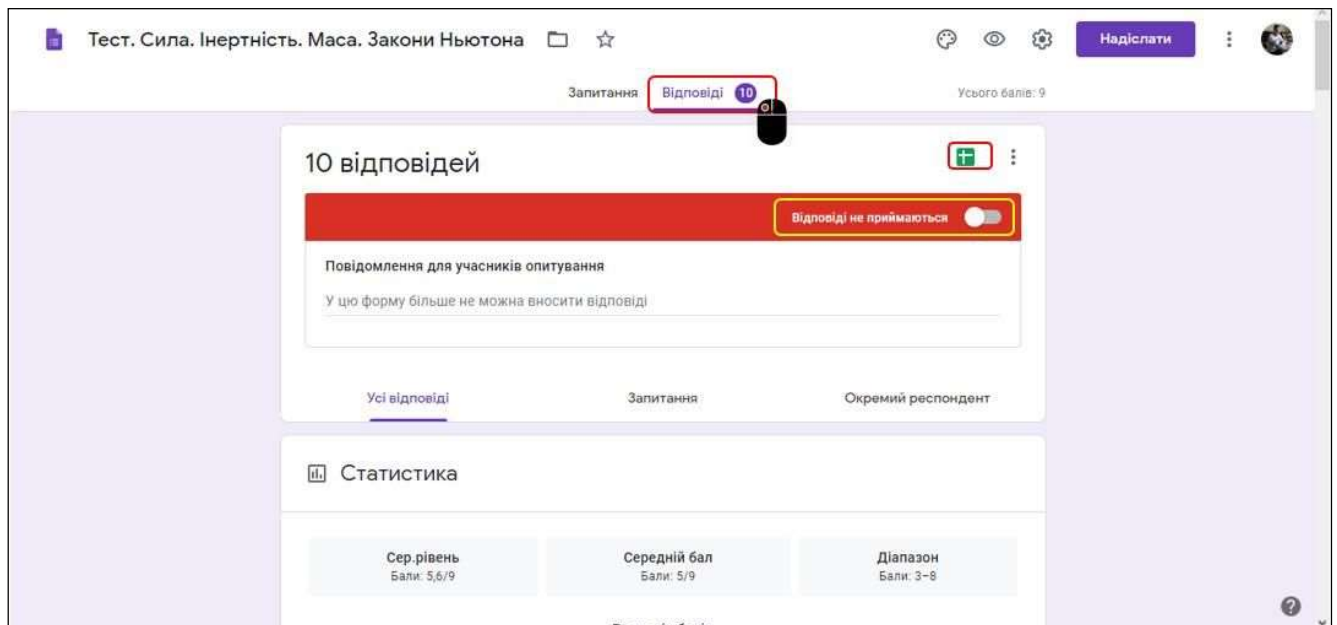 Тест. Сила. Інертність. Маса. Закони Ньютона
Надіслати
Запитання
Відповіді 10
Усього балів: 9
10 відповідей
Відповіді не приймаються
Повідомлення для учасників опитування
У цю форму більше не можна вносити відповіді
Усі відповіді
Запитання
Окремий респондент
Статистика
Сер.рівень
Бали: 5,6/9
Середній бал
Бали: 5/9
Діапазон
Бали: 3–8